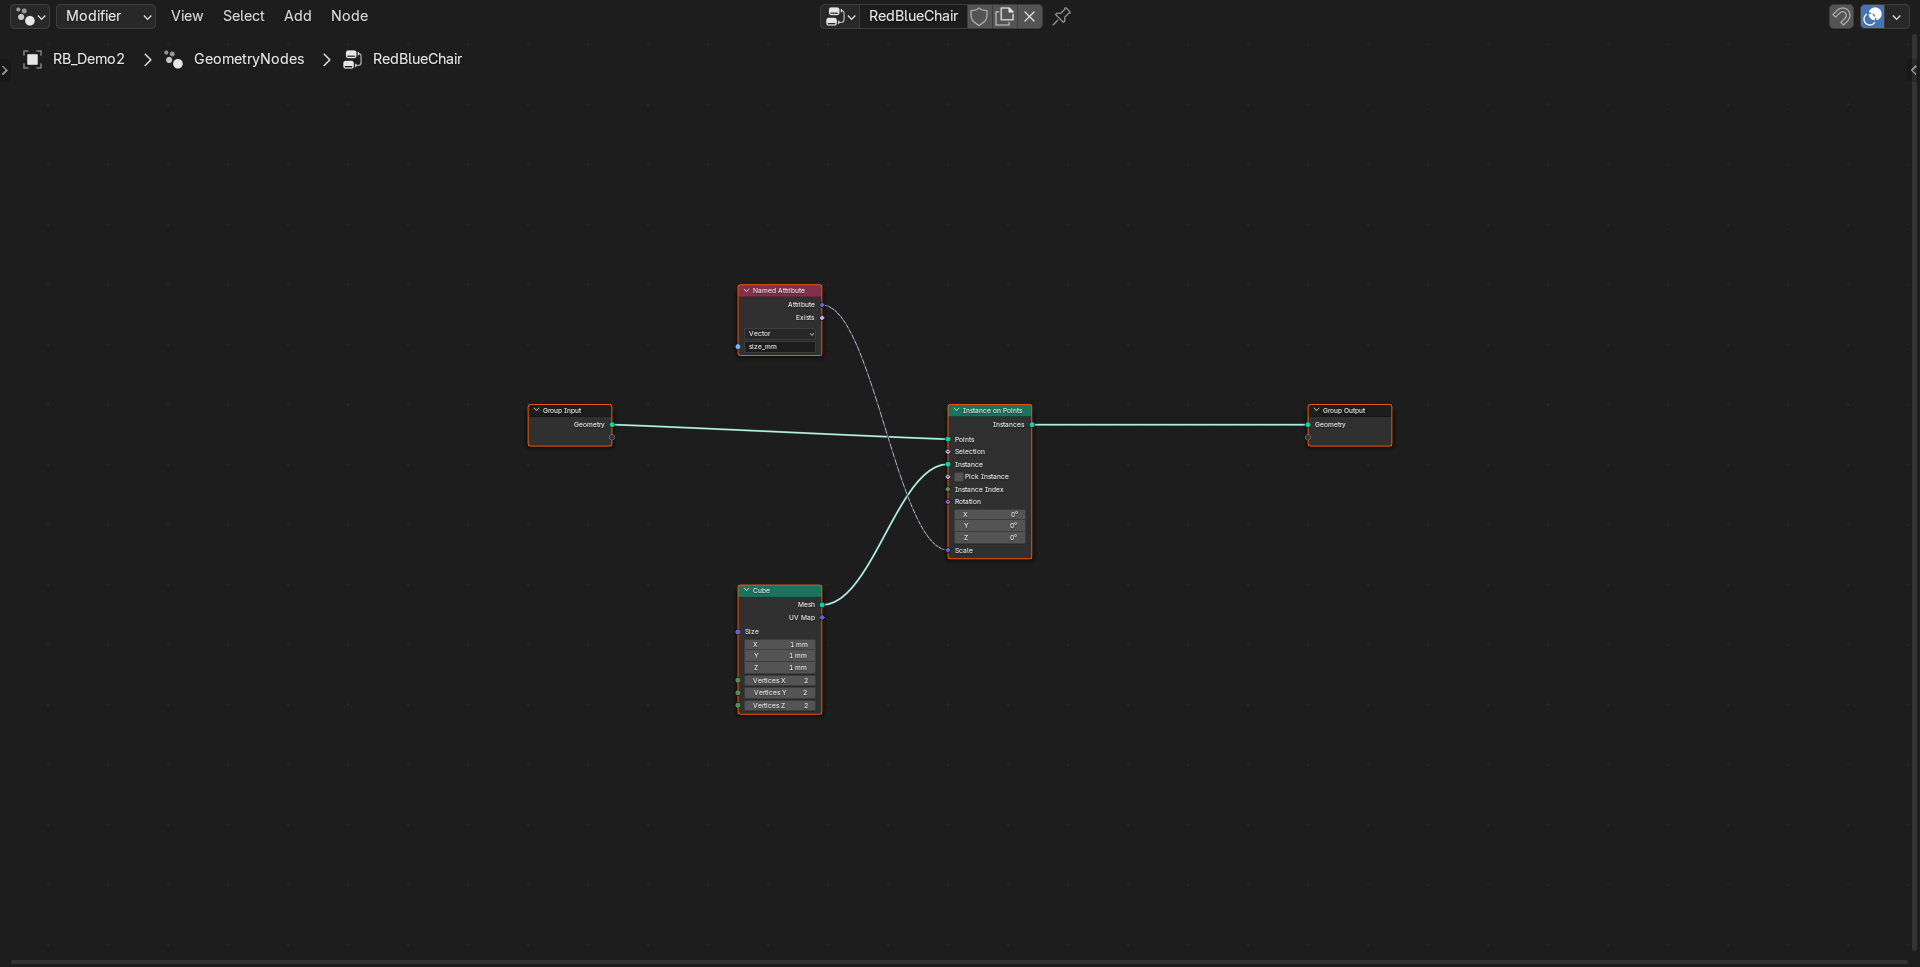 Modifier View Select Add Node RedBlueChair
RB_Demo2 GeometryNodes RedBlueChair
Named Attribute
Attribute
Exists
Vector
size_mm
Group Input
Geometry
Instance on Points
Instances
Points
Selection
Instance
Pick Instance
Instance Index
Rotation
X 0°
Y 0°
Z 0°
Scale
Group Output
Geometry
Cube
Mesh
UV Map
Size
X 1 mm
Y 1 mm
Z 1 mm
Vertices X 2
Vertices Y 2
Vertices Z 2